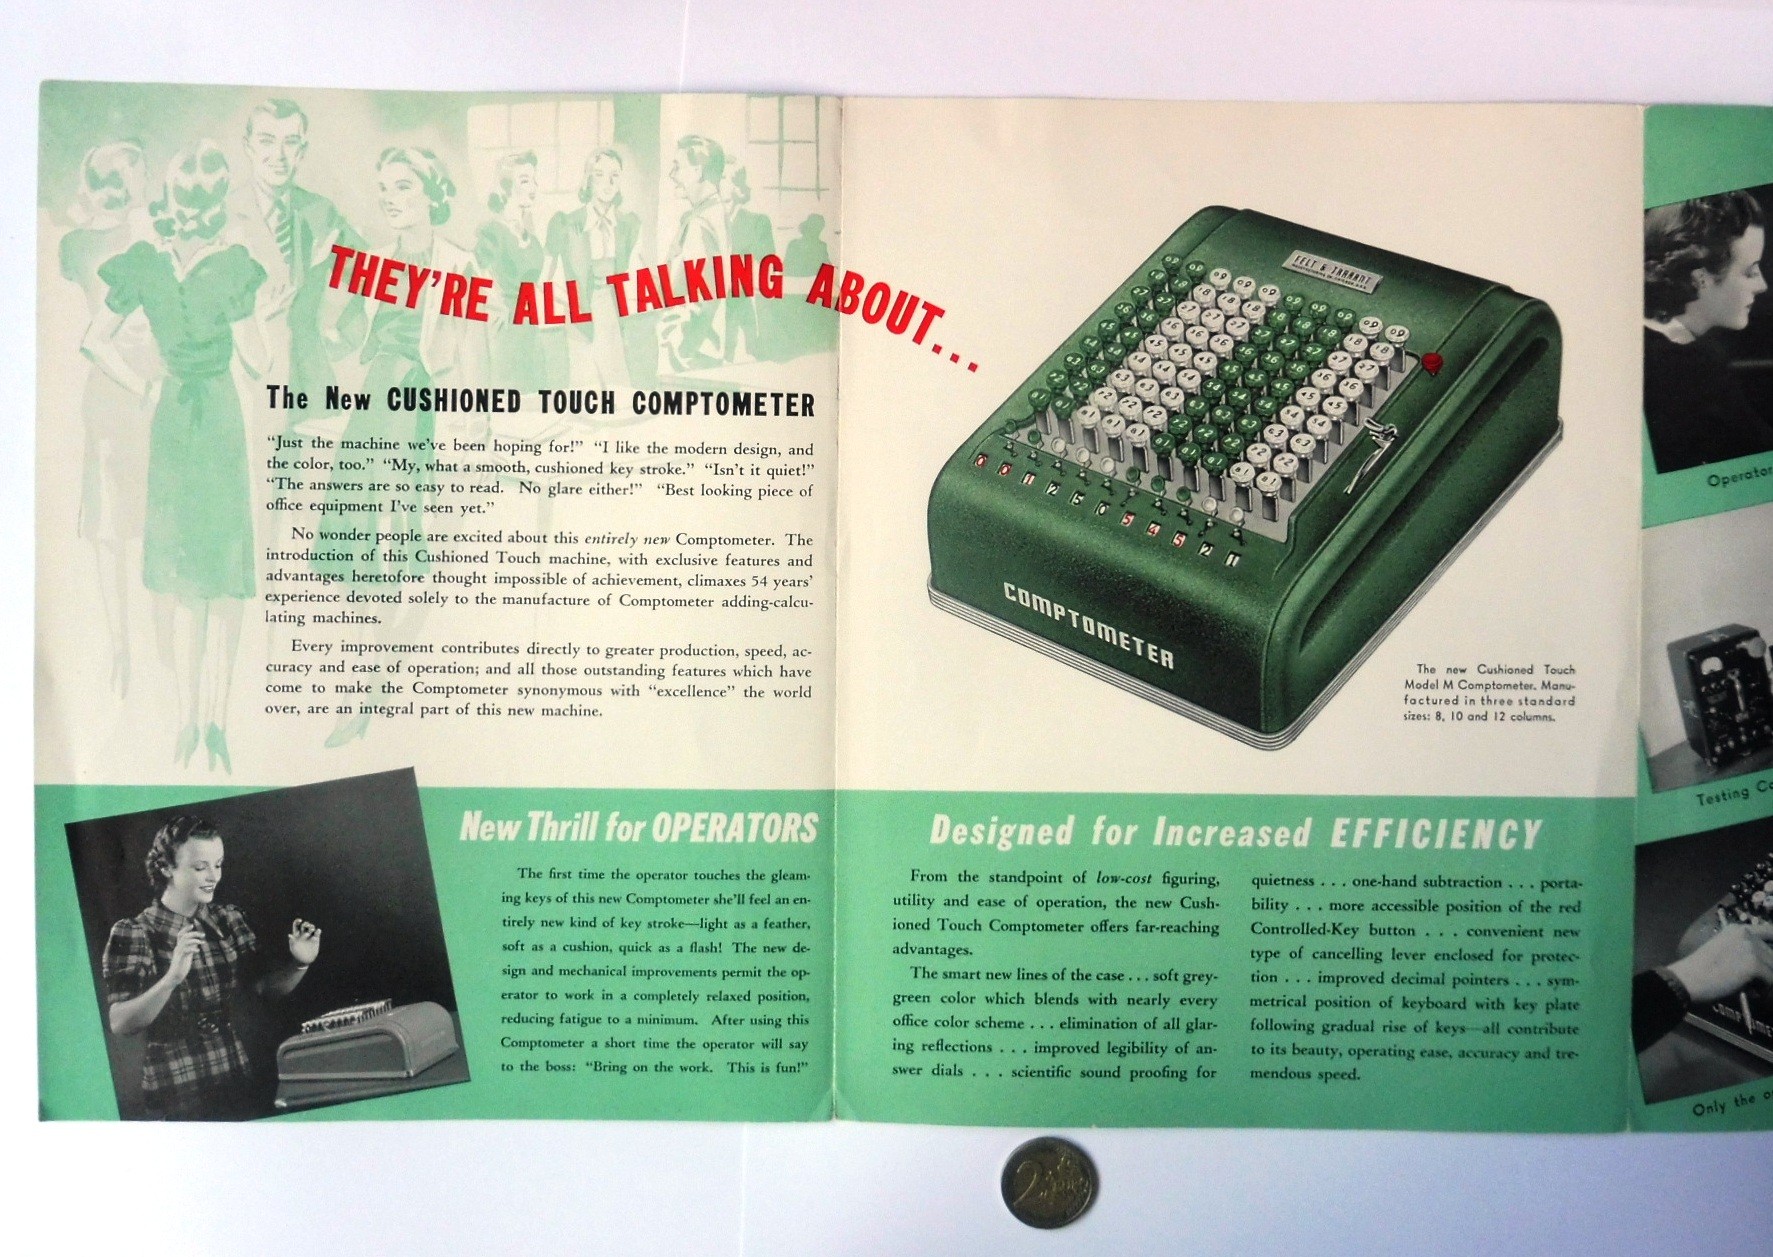 THEY'RE ALL TALKING ABOUT...
The New CUSHIONED TOUCH COMPTOMETER
“Just the machine we've been hoping for!” “I like the modern design, and
the color, too.” “My, what a smooth, cushioned key stroke.” “Isn't it quiet!”
“The answers are so easy to read. No glare either!” “Best looking piece of
office equipment I've seen yet.”
No wonder people are excited about this entirely new Comptometer. The
introduction of this Cushioned Touch machine, with exclusive features and
advantages heretofore thought impossible of achievement, climaxes 54 years'
experience devoted solely to the manufacture of Comptometer adding-calcu-
lating machines.
Every improvement contributes directly to greater production, speed, ac-
curacy and ease of operation; and all those outstanding features which have
come to make the Comptometer synonymous with “excellence” the world
over, are an integral part of this new machine.
New Thrill for OPERATORS
The first time the operator touches the gleam-
ing keys of this new Comptometer she'll feel an en-
tirely new kind of key stroke—light as a feather,
soft as a cushion, quick as a flash! The new de-
sign and mechanical improvements permit the op-
erator to work in a completely relaxed position,
reducing fatigue to a minimum. After using this
Comptometer a short time the operator will say
to the boss: “Bring on the work. This is fun!”
FELT & TARRANT
COMPTOMETER
The new Cushioned Touch
Model M Comptometer. Manu-
factured in three standard
sizes: 8, 10 and 12 columns.
Designed for Increased EFFICIENCY
From the standpoint of low-cost figuring,
utility and ease of operation, the new Cush-
ioned Touch Comptometer offers far-reaching
advantages.
The smart new lines of the case . . . soft grey-
green color which blends with nearly every
office color scheme . . . elimination of all glar-
ing reflections . . . improved legibility of an-
swer dials . . . scientific sound proofing for
quietness . . . one-hand subtraction . . . porta-
bility . . . more accessible position of the red
Controlled-Key button . . . convenient new
type of cancelling lever enclosed for protec-
tion . . . improved decimal pointers . . . sym-
metrical position of keyboard with key plate
following gradual rise of keys—all contribute
to its beauty, operating ease, accuracy and tre-
mendous speed.
Operator
Testing Co
Only the o
2